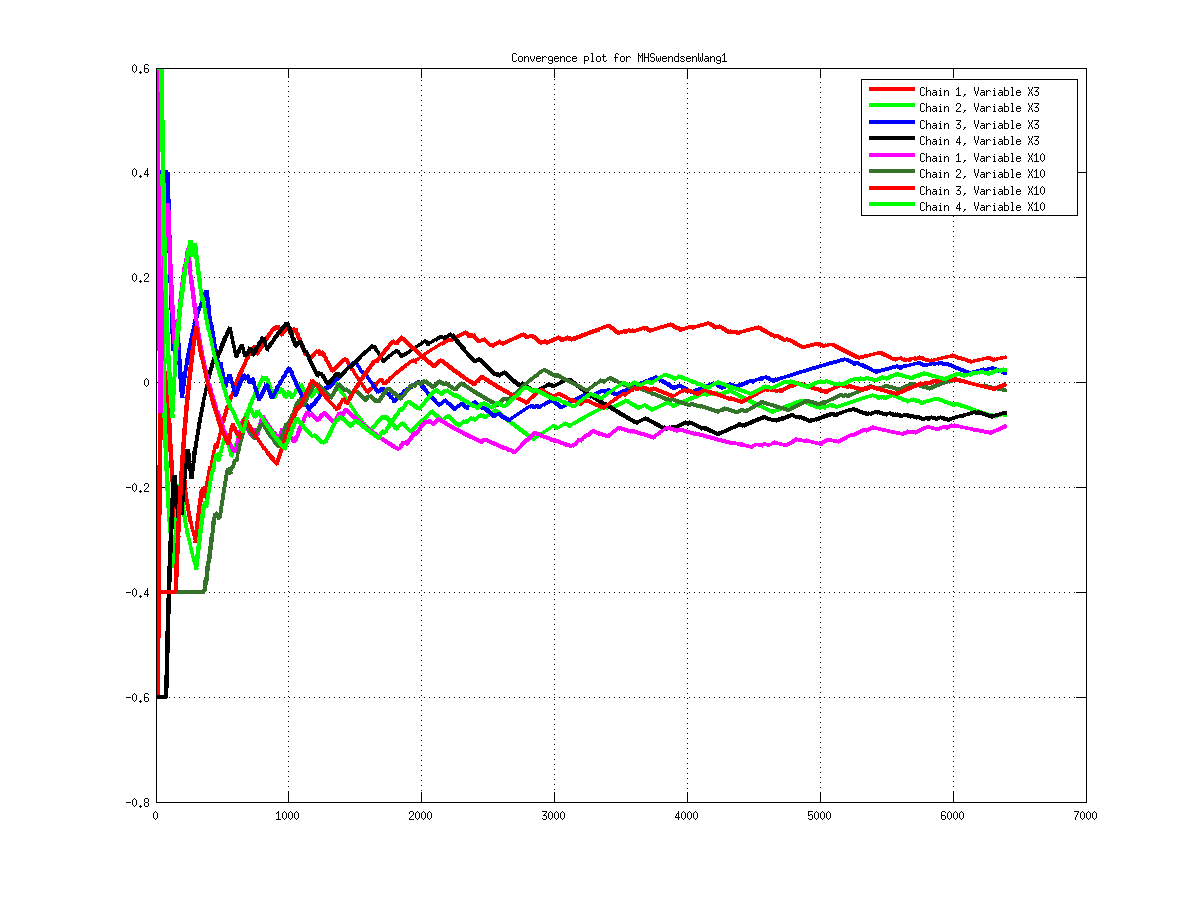 Convergence plot for MHSwendsenWang1
0.6
0.4
0.2
0
-0.2
-0.4
-0.6
-0.8
0
1000
2000
3000
4000
5000
6000
7000
Chain 1, Variable X3
Chain 2, Variable X3
Chain 3, Variable X3
Chain 4, Variable X3
Chain 1, Variable X10
Chain 2, Variable X10
Chain 3, Variable X10
Chain 4, Variable X10